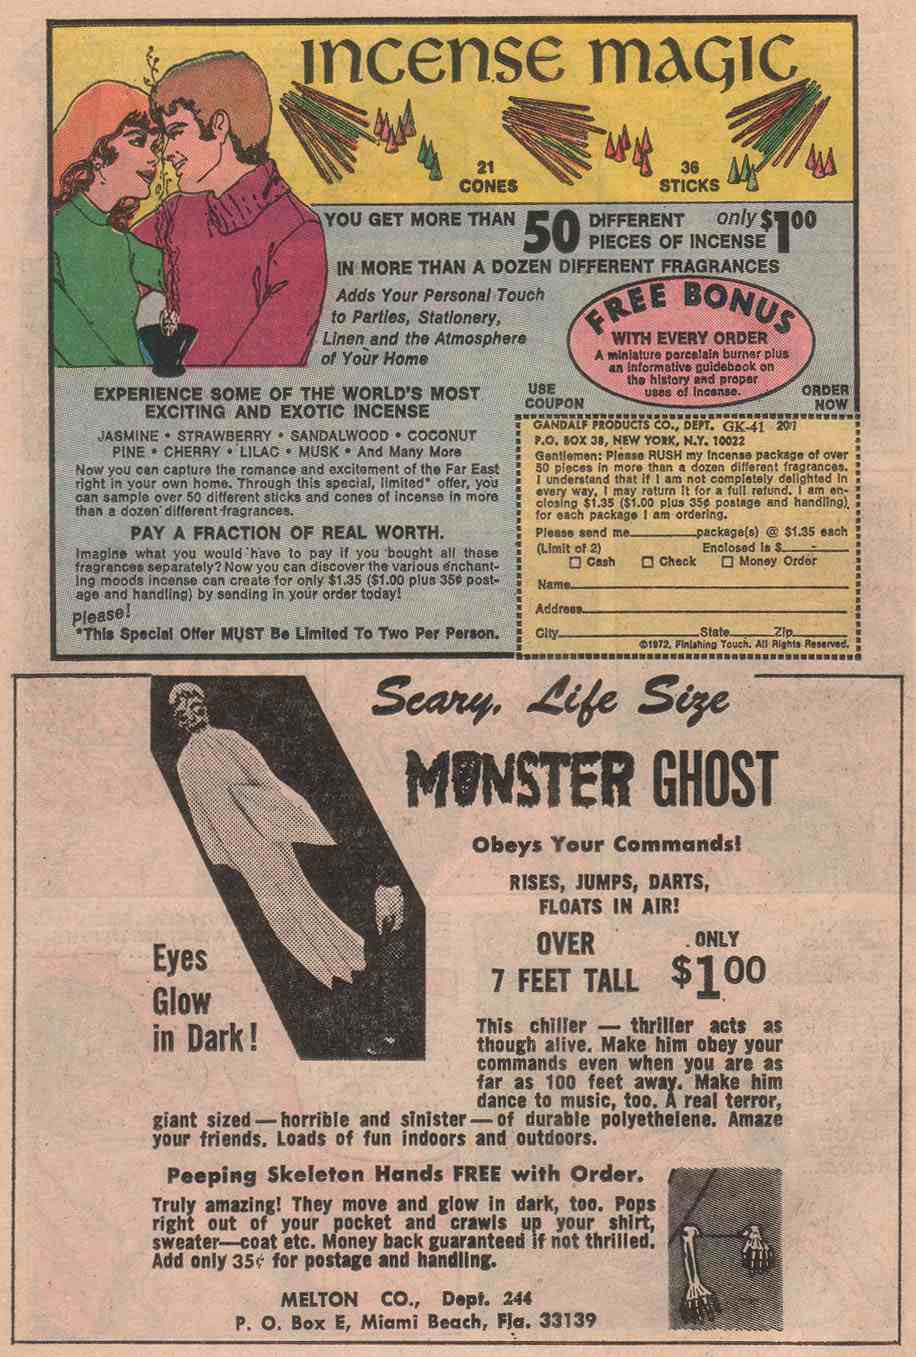 INCENSE MAGIC
21
CONES
36
STICKS
YOU GET MORE THAN 50 DIFFERENT PIECES OF INCENSE only $1.00
IN MORE THAN A DOZEN DIFFERENT FRAGRANCES
Adds Your Personal Touch
to Parties, Stationery,
Linen and the Atmosphere
of Your Home
FREE BONUS
WITH EVERY ORDER
A miniature porcelain burner plus
an informative guidebook on
the history and proper
uses of incense.
USE
COUPON
ORDER
NOW
EXPERIENCE SOME OF THE WORLD'S MOST
EXCITING AND EXOTIC INCENSE
JASMINE • STRAWBERRY • SANDALWOOD • COCONUT
PINE • CHERRY • LILAC • MUSK • And Many More
Now you can capture the romance and excitement of the Far East
right in your own home. Through this special, limited* offer, you
can sample over 50 different sticks and cones of incense in more
than a dozen different fragrances.
PAY A FRACTION OF REAL WORTH.
Imagine what you would have to pay if you bought all these
fragrances separately? Now you can discover the various enchant-
ing moods incense can create for only $1.35 ($1.00 plus 35¢ post-
age and handling) by sending in your order today!
please!
*This Special Offer MUST Be Limited To Two Per Person.
GANDALF PRODUCTS CO., DEPT. GK-41
P.O. BOX 38, NEW YORK, N.Y. 10022
Gentlemen: Please RUSH my incense package of over
50 pieces in more than a dozen different fragrances.
I understand that if I am not completely delighted in
every way, I may return it for a full refund. I am en-
closing $1.35 ($1.00 plus 35¢ postage and handling)
for each package I am ordering.
Please send me package(s) @ $1.35 each
(Limit of 2) Enclosed is $
Cash Check Money Order
Name
Address
City State Zip
©1972, Finishing Touch. All Rights Reserved.
Scary, Life Size
MONSTER GHOST
Obeys Your Commands!
RISES, JUMPS, DARTS,
FLOATS IN AIR!
OVER
7 FEET TALL
ONLY
$1.00
Eyes
Glow
in Dark!
This chiller — thriller acts as
though alive. Make him obey your
commands even when you are as
far as 100 feet away. Make him
dance to music, too. A real terror,
giant sized — horrible and sinister — of durable polyethelene. Amaze
your friends. Loads of fun indoors and outdoors.
Peeping Skeleton Hands FREE with Order.
Truly amazing! They move and glow in dark, too. Pops
right out of your pocket and crawls up your shirt,
sweater—coat etc. Money back guaranteed if not thrilled.
Add only 35¢ for postage and handling.
MELTON CO., Dept. 244
P. O. Box E, Miami Beach, Fla. 33139